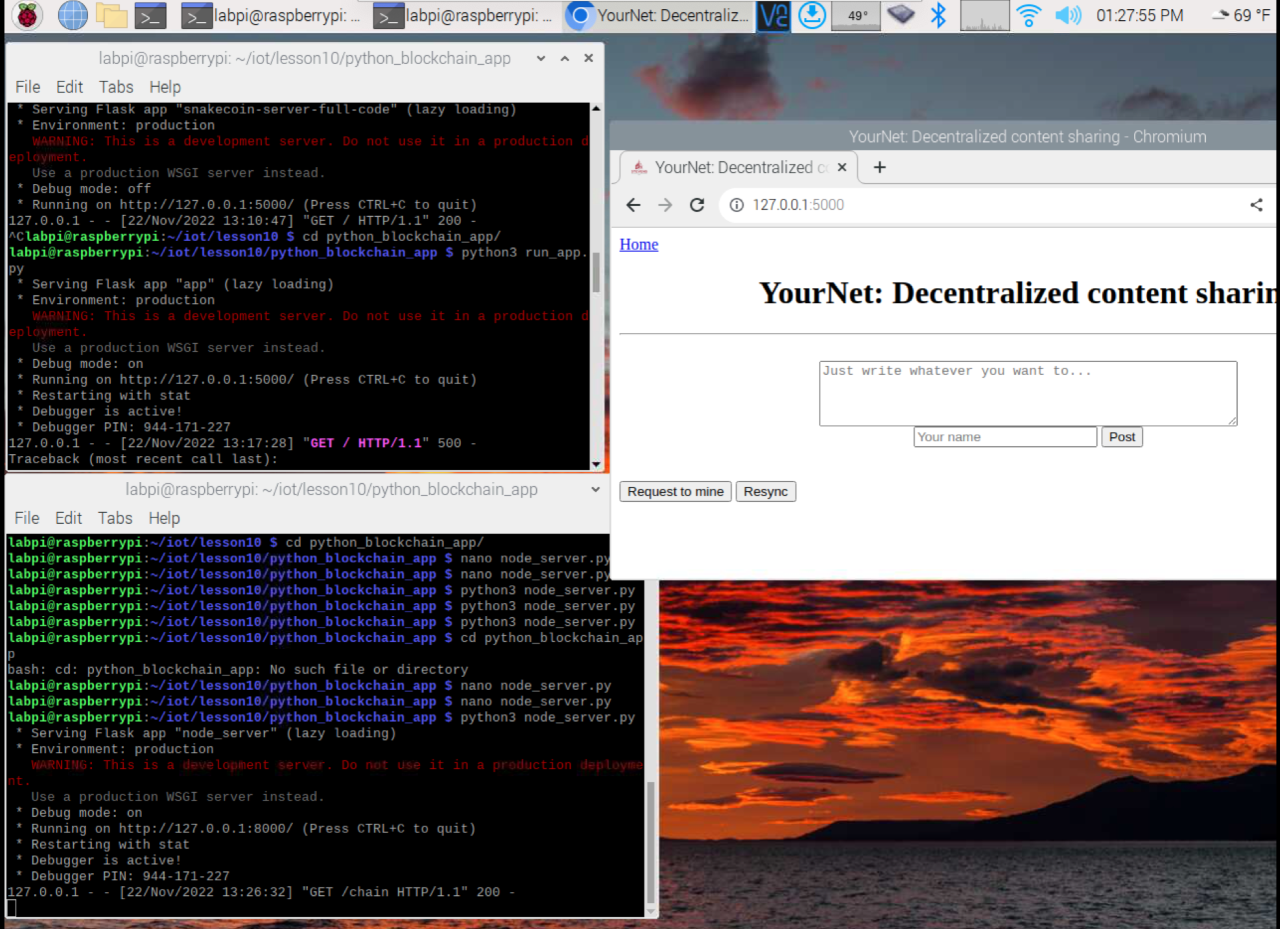 labpi@raspberrypi: ...
labpi@raspberrypi: ...
YourNet: Decentraliz...
49°
01:27:55 PM
69 °F
labpi@raspberrypi: ~/iot/lesson10/python_blockchain_app
File Edit Tabs Help
* Serving Flask app "snakecoin-server-full-code" (lazy loading)
* Environment: production
WARNING: This is a development server. Do not use it in a production d
eployment.
Use a production WSGI server instead.
* Debug mode: off
* Running on http://127.0.0.1:5000/ (Press CTRL+C to quit)
127.0.0.1 - - [22/Nov/2022 13:10:47] "GET / HTTP/1.1" 200 -
^Clabpi@raspberrypi:~/iot/lesson10 $ cd python_blockchain_app/
labpi@raspberrypi:~/iot/lesson10/python_blockchain_app $ python3 run_app.
py
* Serving Flask app "app" (lazy loading)
* Environment: production
WARNING: This is a development server. Do not use it in a production d
eployment.
Use a production WSGI server instead.
* Debug mode: on
* Running on http://127.0.0.1:5000/ (Press CTRL+C to quit)
* Restarting with stat
* Debugger is active!
* Debugger PIN: 944-171-227
127.0.0.1 - - [22/Nov/2022 13:17:28] "GET / HTTP/1.1" 500 -
Traceback (most recent call last):
labpi@raspberrypi: ~/iot/lesson10/python_blockchain_app
File Edit Tabs Help
labpi@raspberrypi:~/iot/lesson10 $ cd python_blockchain_app/
labpi@raspberrypi:~/iot/lesson10/python_blockchain_app $ nano node_server.py
labpi@raspberrypi:~/iot/lesson10/python_blockchain_app $ nano node_server.py
labpi@raspberrypi:~/iot/lesson10/python_blockchain_app $ python3 node_server.py
labpi@raspberrypi:~/iot/lesson10/python_blockchain_app $ python3 node_server.py
labpi@raspberrypi:~/iot/lesson10/python_blockchain_app $ python3 node_server.py
labpi@raspberrypi:~/iot/lesson10/python_blockchain_app $ cd python_blockchain_ap
p
bash: cd: python_blockchain_app: No such file or directory
labpi@raspberrypi:~/iot/lesson10/python_blockchain_app $ nano node_server.py
labpi@raspberrypi:~/iot/lesson10/python_blockchain_app $ nano node_server.py
labpi@raspberrypi:~/iot/lesson10/python_blockchain_app $ python3 node_server.py
* Serving Flask app "node_server" (lazy loading)
* Environment: production
WARNING: This is a development server. Do not use it in a production deployme
nt.
Use a production WSGI server instead.
* Debug mode: on
* Running on http://127.0.0.1:8000/ (Press CTRL+C to quit)
* Restarting with stat
* Debugger is active!
* Debugger PIN: 944-171-227
127.0.0.1 - - [22/Nov/2022 13:26:32] "GET /chain HTTP/1.1" 200 -
YourNet: Decentralized content sharing - Chromium
YourNet: Decentralized co
127.0.0.1:5000
Home
YourNet: Decentralized content sharin
Just write whatever you want to...
Your name
Post
Request to mine
Resync